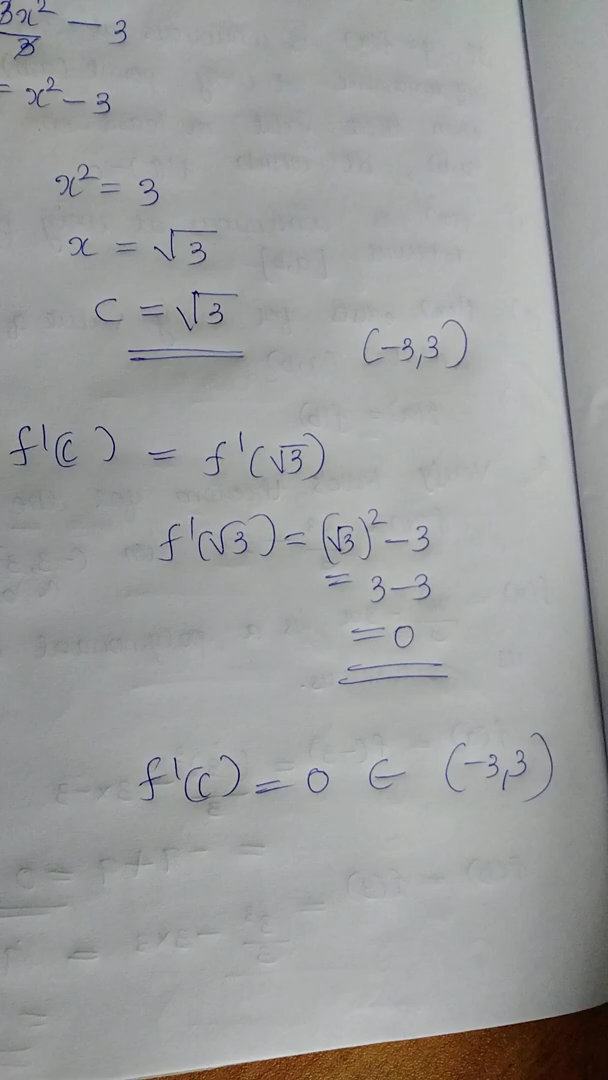 3x²/3 - 3
= x² - 3
x² = 3
x = √3
c = √3
(-3,3)
f'(c) = f'(√3)
f'(√3) = (√3)² - 3
= 3 - 3
= 0
f'(c) = 0 ∈ (-3,3)